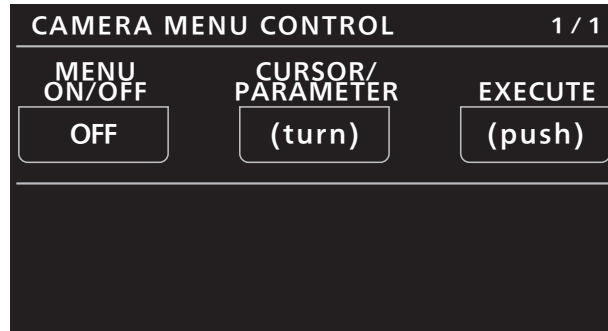 CAMERA MENU CONTROL 1/1
MENU ON/OFF
CURSOR/ PARAMETER
EXECUTE
OFF (turn) (push)